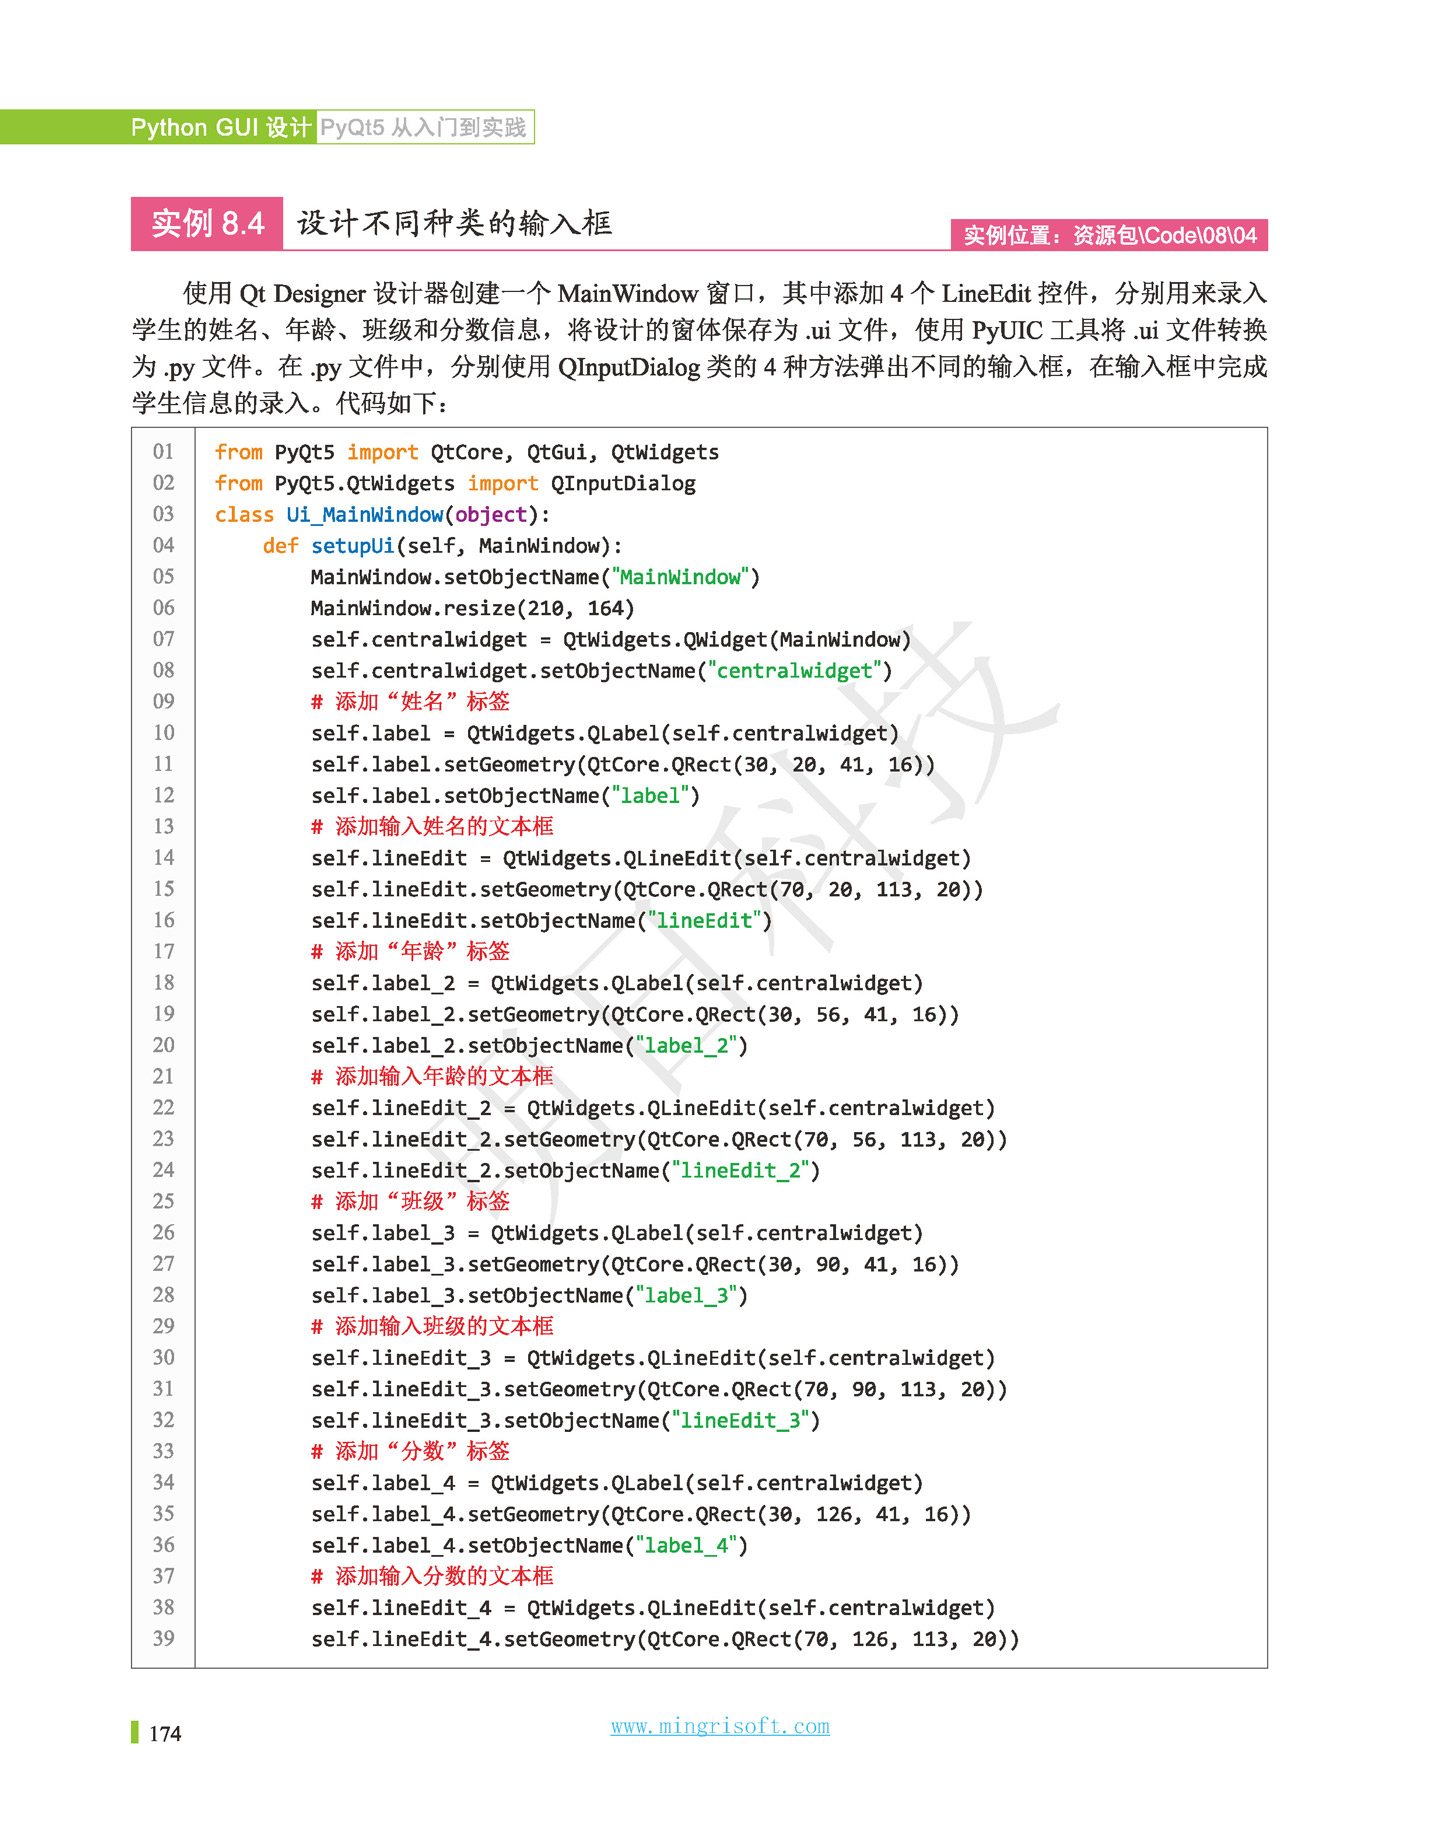 Python GUI 设计 PyQt5 从入门到实践
实例 8.4 设计不同种类的输入框
实例位置：资源包\Code\08\04
使用 Qt Designer 设计器创建一个 MainWindow 窗口，其中添加 4 个 LineEdit 控件，分别用来录入
学生的姓名、年龄、班级和分数信息，将设计的窗体保存为 .ui 文件，使用 PyUIC 工具将 .ui 文件转换
为 .py 文件。在 .py 文件中，分别使用 QInputDialog 类的 4 种方法弹出不同的输入框，在输入框中完成
学生信息的录入。代码如下：
01 from PyQt5 import QtCore, QtGui, QtWidgets
02 from PyQt5.QtWidgets import QInputDialog
03 class Ui_MainWindow(object):
04     def setupUi(self, MainWindow):
05         MainWindow.setObjectName("MainWindow")
06         MainWindow.resize(210, 164)
07         self.centralwidget = QtWidgets.QWidget(MainWindow)
08         self.centralwidget.setObjectName("centralwidget")
09         # 添加“姓名”标签
10         self.label = QtWidgets.QLabel(self.centralwidget)
11         self.label.setGeometry(QtCore.QRect(30, 20, 41, 16))
12         self.label.setObjectName("label")
13         # 添加输入姓名的文本框
14         self.lineEdit = QtWidgets.QLineEdit(self.centralwidget)
15         self.lineEdit.setGeometry(QtCore.QRect(70, 20, 113, 20))
16         self.lineEdit.setObjectName("lineEdit")
17         # 添加“年龄”标签
18         self.label_2 = QtWidgets.QLabel(self.centralwidget)
19         self.label_2.setGeometry(QtCore.QRect(30, 56, 41, 16))
20         self.label_2.setObjectName("label_2")
21         # 添加输入年龄的文本框
22         self.lineEdit_2 = QtWidgets.QLineEdit(self.centralwidget)
23         self.lineEdit_2.setGeometry(QtCore.QRect(70, 56, 113, 20))
24         self.lineEdit_2.setObjectName("lineEdit_2")
25         # 添加“班级”标签
26         self.label_3 = QtWidgets.QLabel(self.centralwidget)
27         self.label_3.setGeometry(QtCore.QRect(30, 90, 41, 16))
28         self.label_3.setObjectName("label_3")
29         # 添加输入班级的文本框
30         self.lineEdit_3 = QtWidgets.QLineEdit(self.centralwidget)
31         self.lineEdit_3.setGeometry(QtCore.QRect(70, 90, 113, 20))
32         self.lineEdit_3.setObjectName("lineEdit_3")
33         # 添加“分数”标签
34         self.label_4 = QtWidgets.QLabel(self.centralwidget)
35         self.label_4.setGeometry(QtCore.QRect(30, 126, 41, 16))
36         self.label_4.setObjectName("label_4")
37         # 添加输入分数的文本框
38         self.lineEdit_4 = QtWidgets.QLineEdit(self.centralwidget)
39         self.lineEdit_4.setGeometry(QtCore.QRect(70, 126, 113, 20))
明日科技
174
www.mingrisoft.com